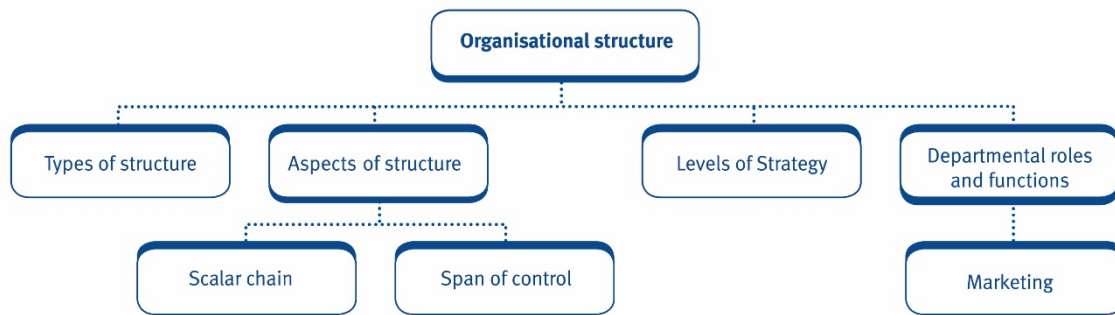 Organisational structure
Types of structure
Aspects of structure
Levels of Strategy
Departmental roles
and functions
Scalar chain
Span of control
Marketing